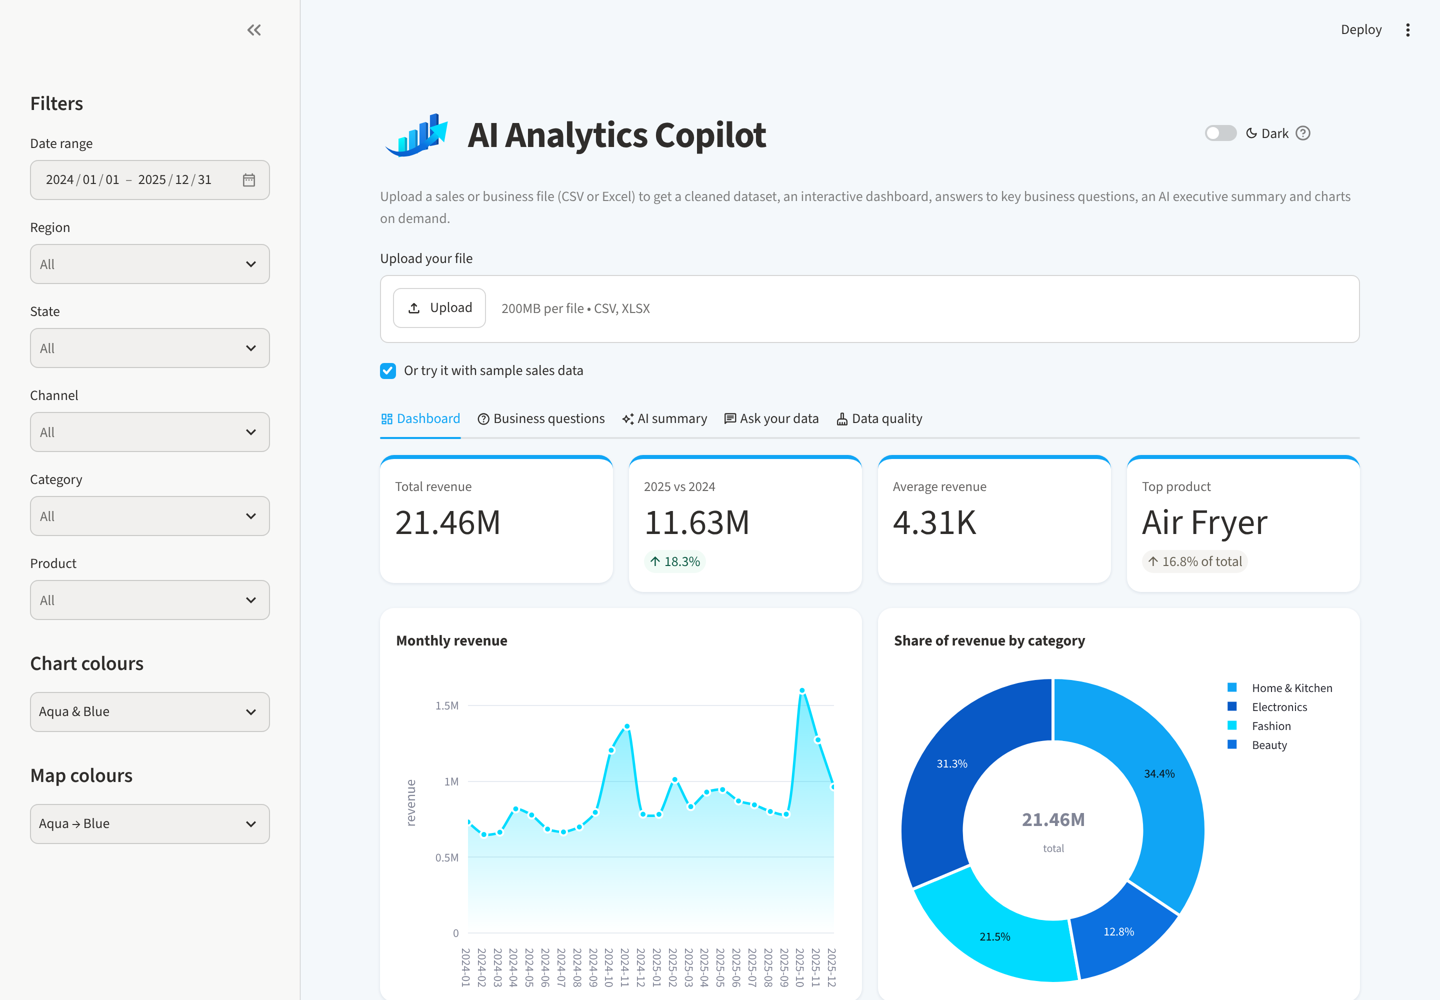 Deploy
Filters
Date range
2024/01/01 – 2025/12/31
Region
All
State
All
Channel
All
Category
All
Product
All
Chart colours
Aqua & Blue
Map colours
Aqua → Blue
AI Analytics Copilot
Dark
Upload a sales or business file (CSV or Excel) to get a cleaned dataset, an interactive dashboard, answers to key business questions, an AI executive summary and charts
on demand.
Upload your file
Upload
200MB per file • CSV, XLSX
Or try it with sample sales data
Dashboard
Business questions
AI summary
Ask your data
Data quality
Total revenue
21.46M
2025 vs 2024
11.63M
↑ 18.3%
Average revenue
4.31K
Top product
Air Fryer
↑ 16.8% of total
Monthly revenue
revenue
1.5M
1M
0.5M
0
2024-01
2024-02
2024-03
2024-04
2024-05
2024-06
2024-07
2024-08
2024-09
2024-10
2024-11
2024-12
2025-01
2025-02
2025-03
2025-04
2025-05
2025-06
2025-07
2025-08
2025-09
2025-10
2025-11
2025-12
Share of revenue by category
Home & Kitchen
Electronics
Fashion
Beauty
31.3%
34.4%
21.46M
total
21.5%
12.8%